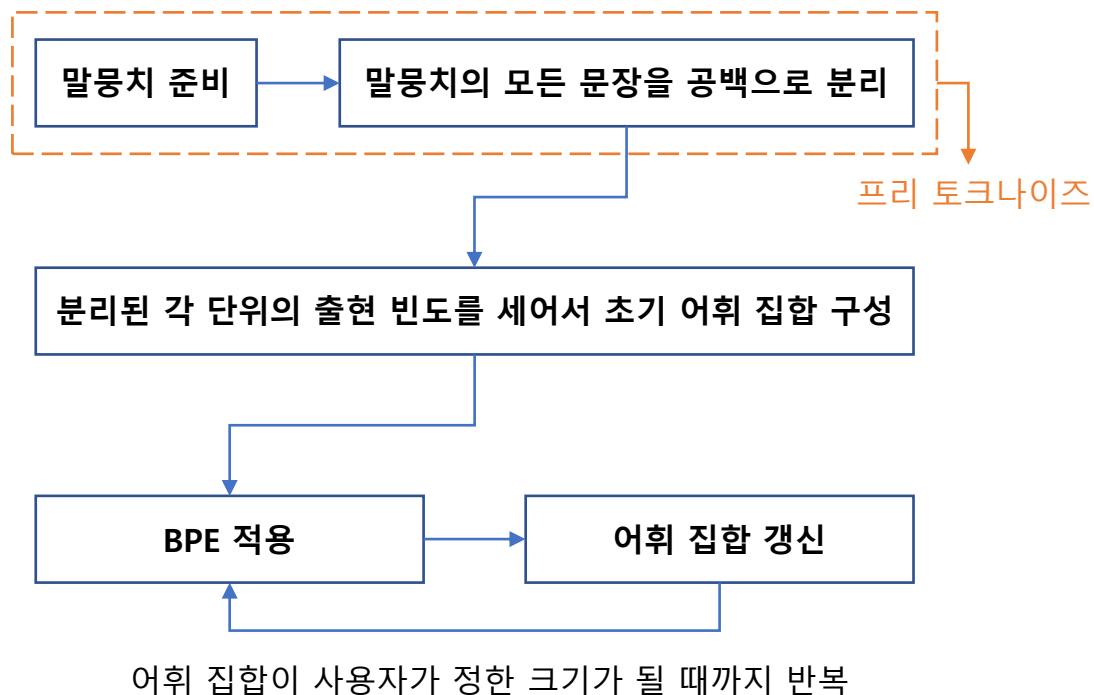 말뭉치 준비
말뭉치의 모든 문장을 공백으로 분리
프리 토크나이즈
분리된 각 단위의 출현 빈도를 세어서 초기 어휘 집합 구성
BPE 적용
어휘 집합 갱신
어휘 집합이 사용자가 정한 크기가 될 때까지 반복